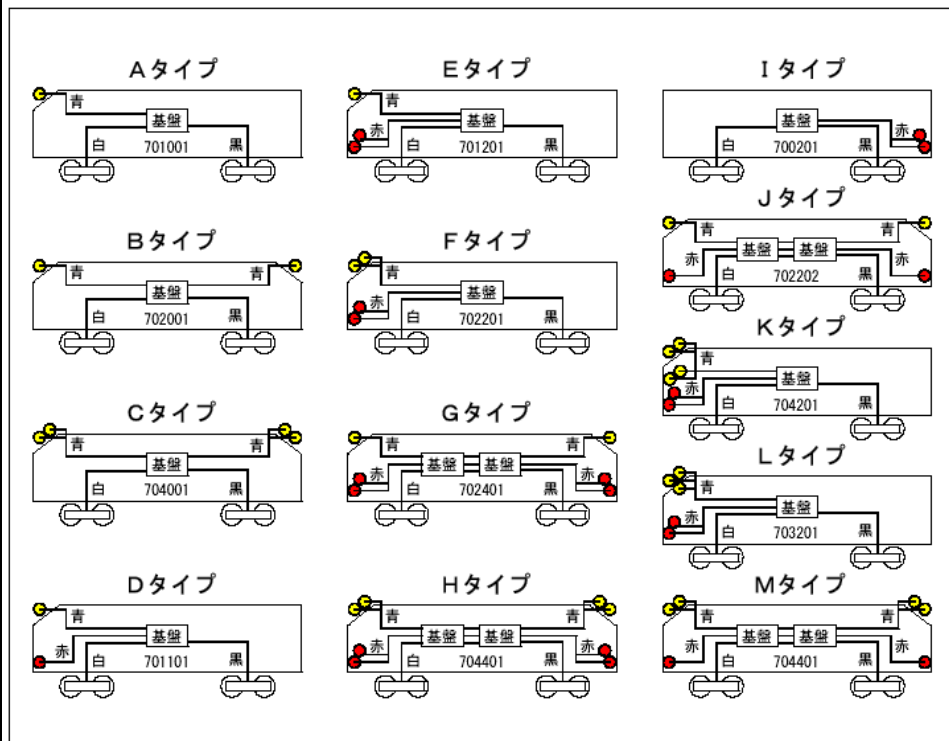 Aタイプ
青
基盤
白 701001 黒
Bタイプ
青 青
基盤
白 702001 黒
Cタイプ
青 青
基盤
白 704001 黒
Dタイプ
青
赤 基盤
白 701101 黒
Eタイプ
青
赤 基盤
白 701201 黒
Fタイプ
青
赤 基盤
白 702201 黒
Gタイプ
青 青
赤 基盤 基盤 赤
白 702401 黒
Hタイプ
青 青
赤 基盤 基盤 赤
白 704401 黒
Iタイプ
基盤 赤
白 700201 黒
Jタイプ
青 青
赤 基盤 基盤 赤
白 702202 黒
Kタイプ
青
赤 基盤
白 704201 黒
Lタイプ
青
赤 基盤
白 703201 黒
Mタイプ
青 青
赤 基盤 基盤 赤
白 704401 黒